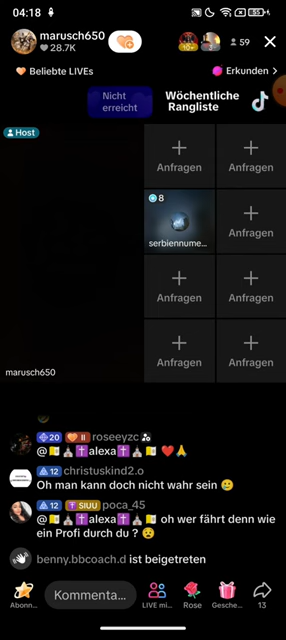 04:18
55
marusch650
28.7K
59
Beliebte LIVEs
Erkunden >
Nicht erreicht
Wöchentliche
Rangliste
Host
Anfragen
Anfragen
8
serbiennume...
Anfragen
Anfragen
Anfragen
Anfragen
Anfragen
marusch650
20 II roseeyzc
@🇻🇦⛪✝️alexa✝️⛪🇻🇦 ❤️🙏
12 christuskind2.o
Oh man kann doch nicht wahr sein 🥲
12 SIUU poca_45
@🇻🇦⛪✝️alexa✝️⛪🇻🇦 oh wer fährt denn wie
ein Profi durch du ? 😧
benny.bbcoach.d ist beigetreten
Abonn...
Kommenta...
LIVE mi...
Rose
Gesche...
13